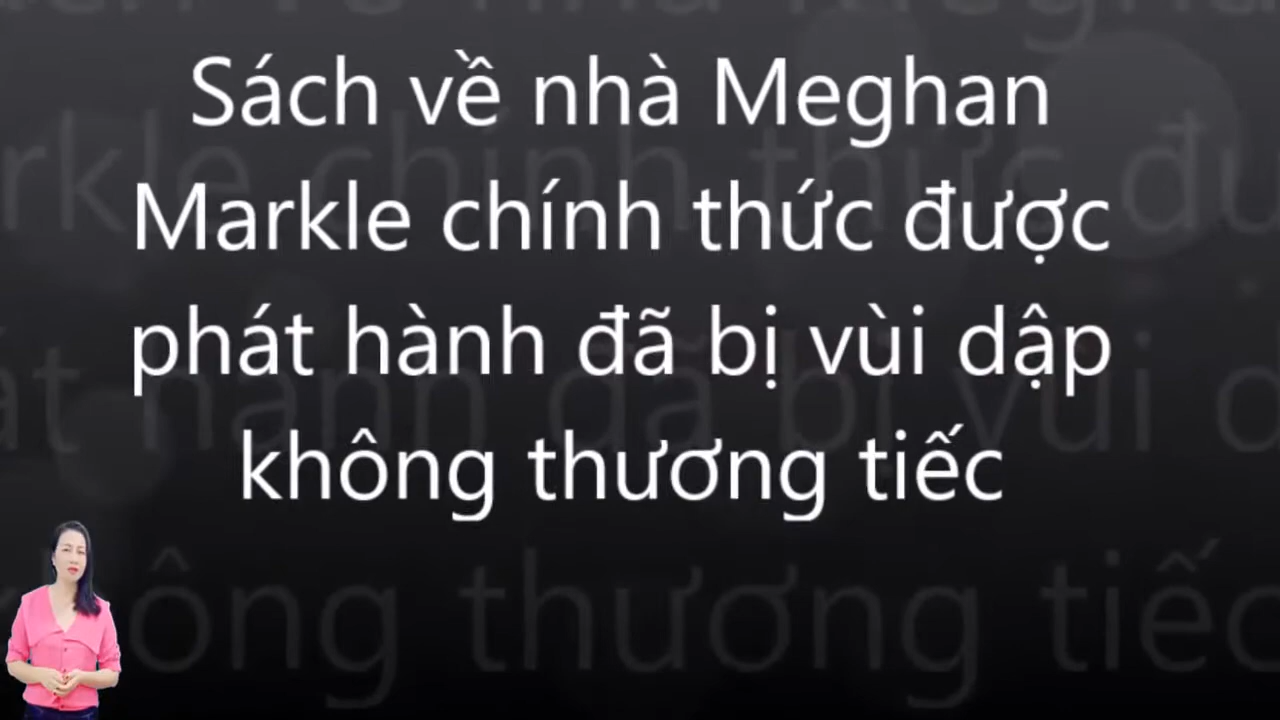 Sách về nhà Meghan
Markle chính thức được
phát hành đã bị vùi dập
không thương tiếc